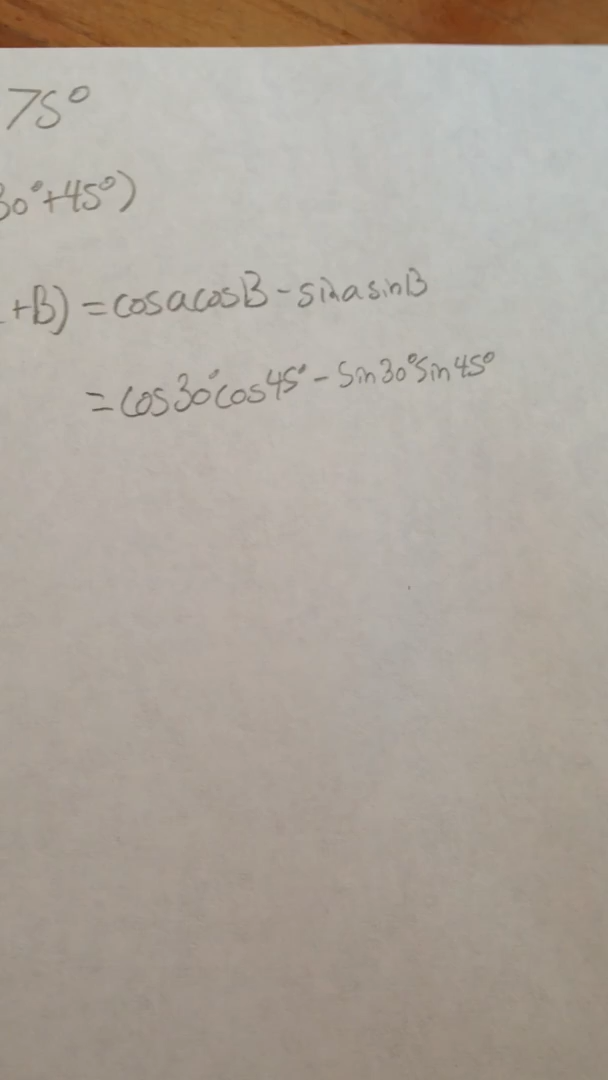 75°
30°+45°)
+B) = cosacosB - sinasinB
= cos30°cos45° - sin30°sin45°